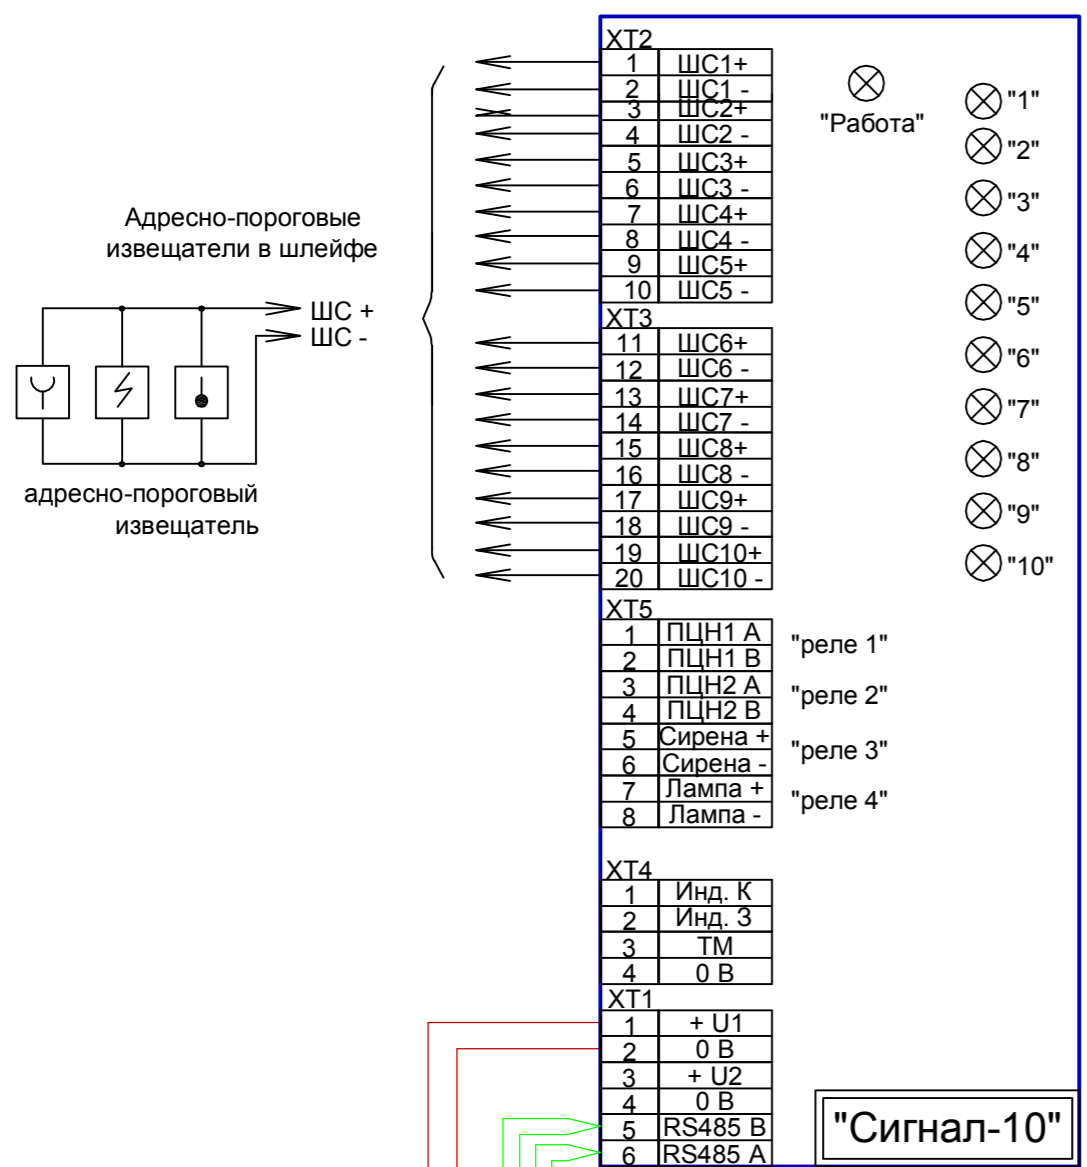 Адресно-пороговые
извещатели в шлейфе
ШС +
ШС -
адресно-пороговый
извещатель
XT2
1 ШС1+
2 ШС1 -
3 ШС2+
4 ШС2 -
5 ШС3+
6 ШС3 -
7 ШС4+
8 ШС4 -
9 ШС5+
10 ШС5 -
XT3
11 ШС6+
12 ШС6 -
13 ШС7+
14 ШС7 -
15 ШС8+
16 ШС8 -
17 ШС9+
18 ШС9 -
19 ШС10+
20 ШС10 -
XT5
1 ПЦН1 А
2 ПЦН1 В
"реле 1"
3 ПЦН2 А
4 ПЦН2 В
"реле 2"
5 Сирена +
6 Сирена -
"реле 3"
7 Лампа +
8 Лампа -
"реле 4"
XT4
1 Инд. К
2 Инд. З
3 ТМ
4 0 В
XT1
1 + U1
2 0 В
3 + U2
4 0 В
5 RS485 B
6 RS485 A
"Работа"
"1"
"2"
"3"
"4"
"5"
"6"
"7"
"8"
"9"
"10"
"Сигнал-10"